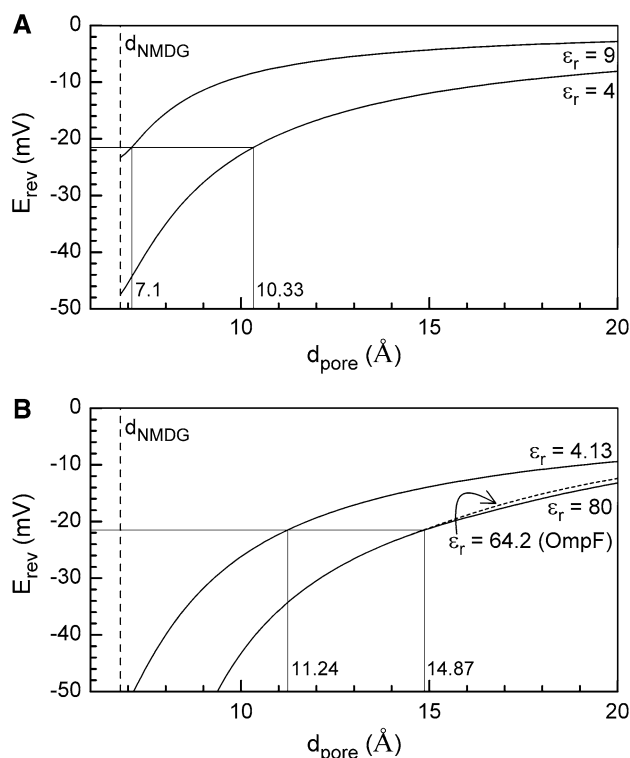 A
0
-10
-20
-30
-40
-50
E_rev (mV)
d_NMDG
ε_r = 9
ε_r = 4
7.1
10.33
10
15
20
d_pore (Å)
B
0
-10
-20
-30
-40
-50
E_rev (mV)
d_NMDG
ε_r = 4.13
ε_r = 80
ε_r = 64.2 (OmpF)
11.24
14.87
10
15
20
d_pore (Å)